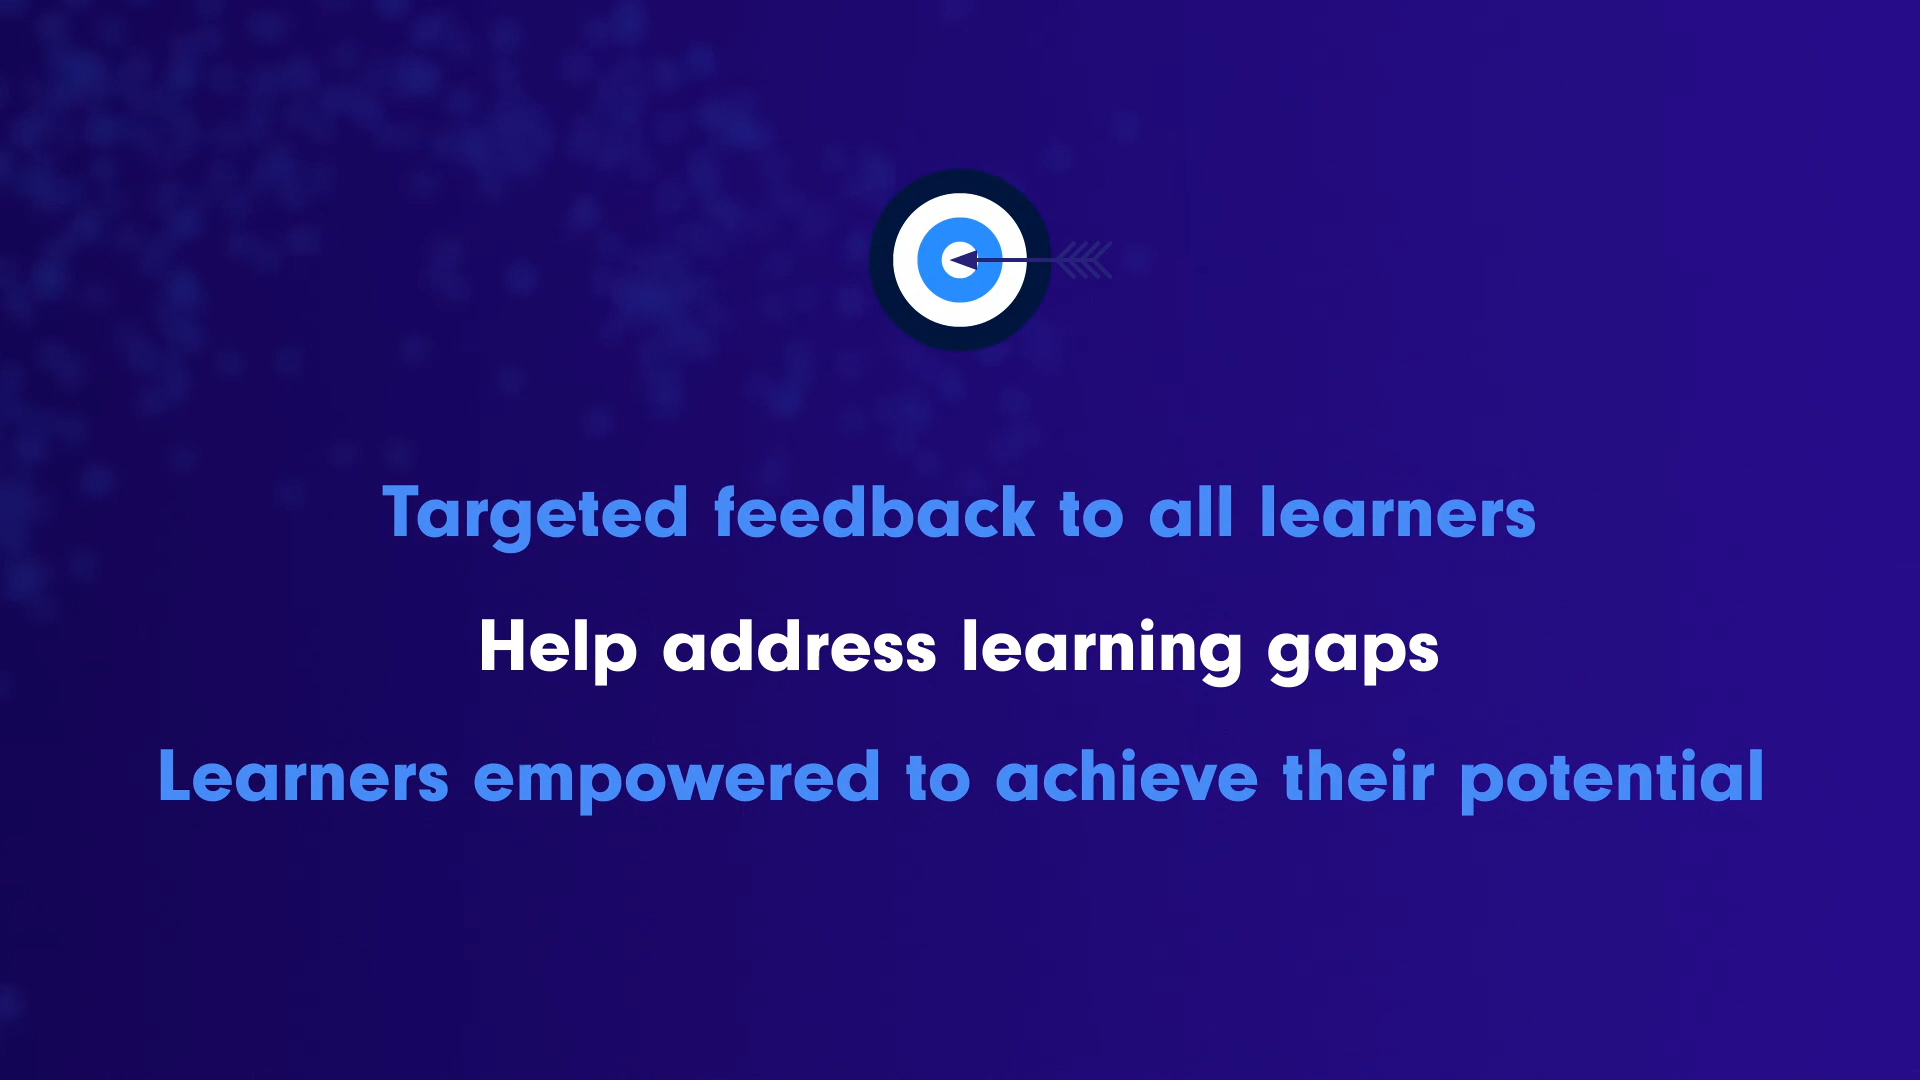 Targeted feedback to all learners
Help address learning gaps
Learners empowered to achieve their potential